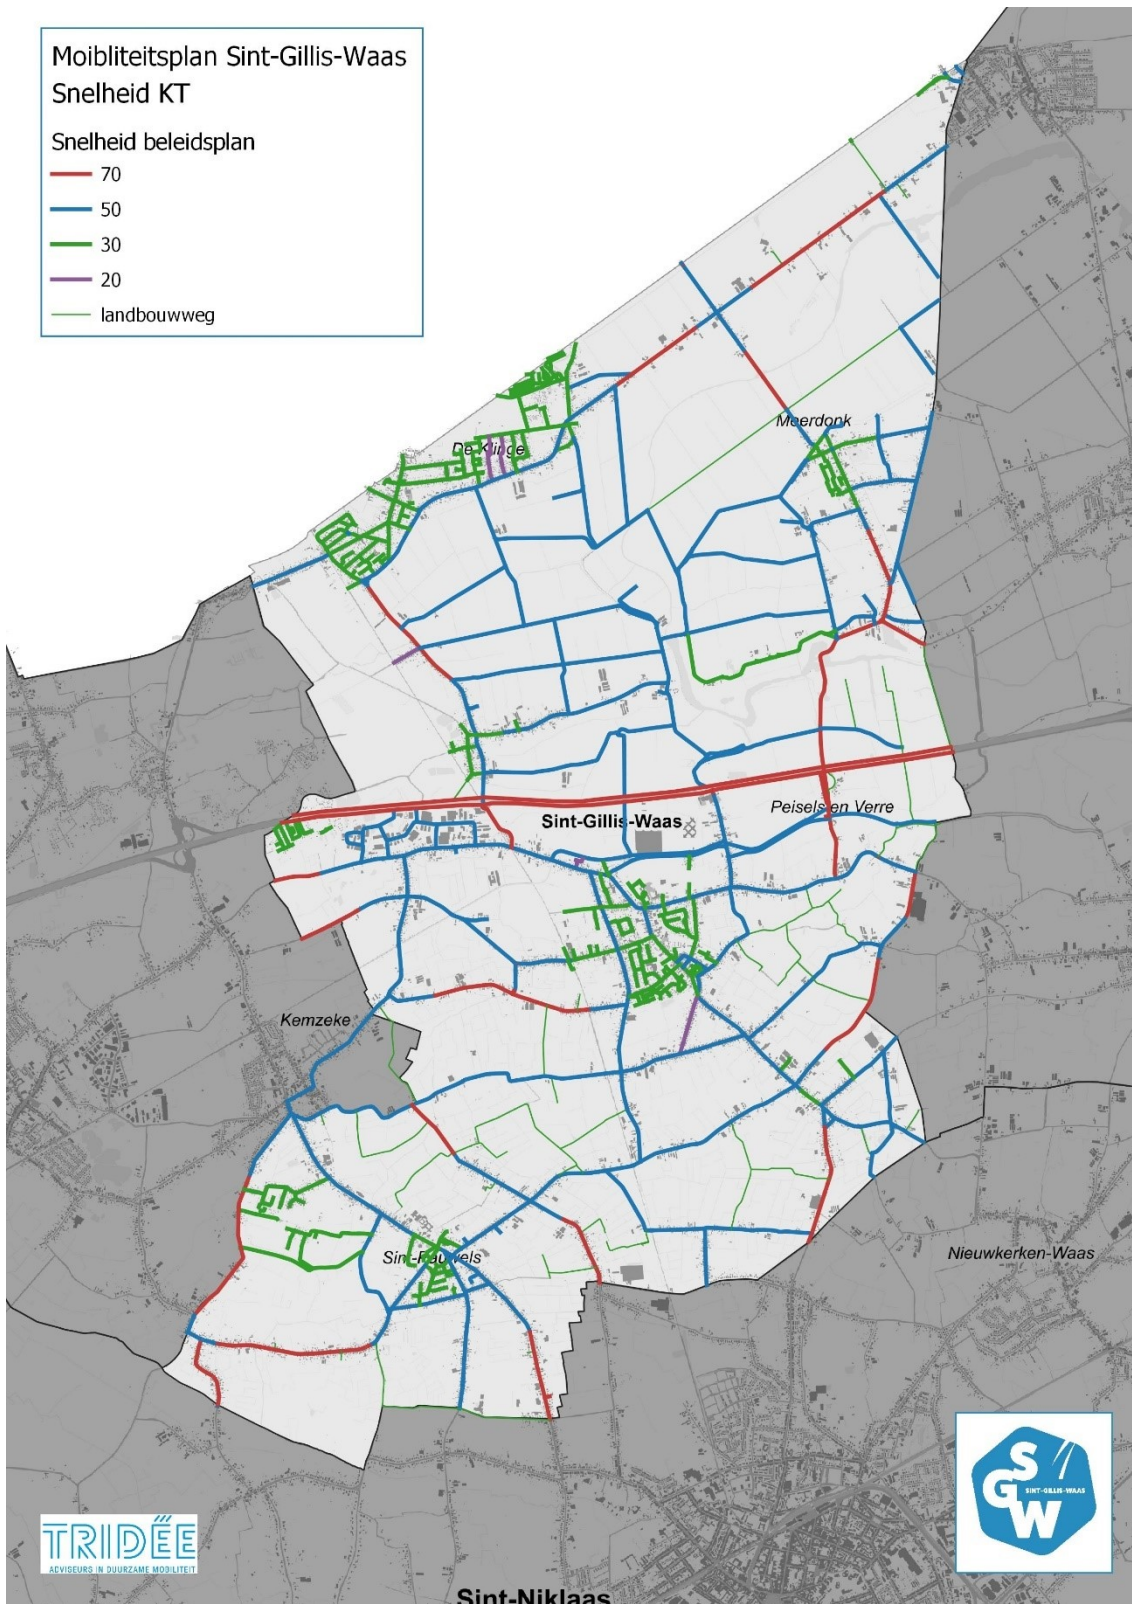 Moibliteitsplan Sint-Gillis-Waas
Snelheid KT
Snelheid beleidsplan
70
50
30
20
landbouwweg
Meerdonk
De Klinge
Peisels en Verre
Sint-Gillis-Waas
Kemzeke
Nieuwkerken-Waas
Sint-Pauwels
SGW
SINT-GILLIS-WAAS
TRIDËE
ADVISEURS IN DUURZAME MOBILITEIT
Sint-Niklaas